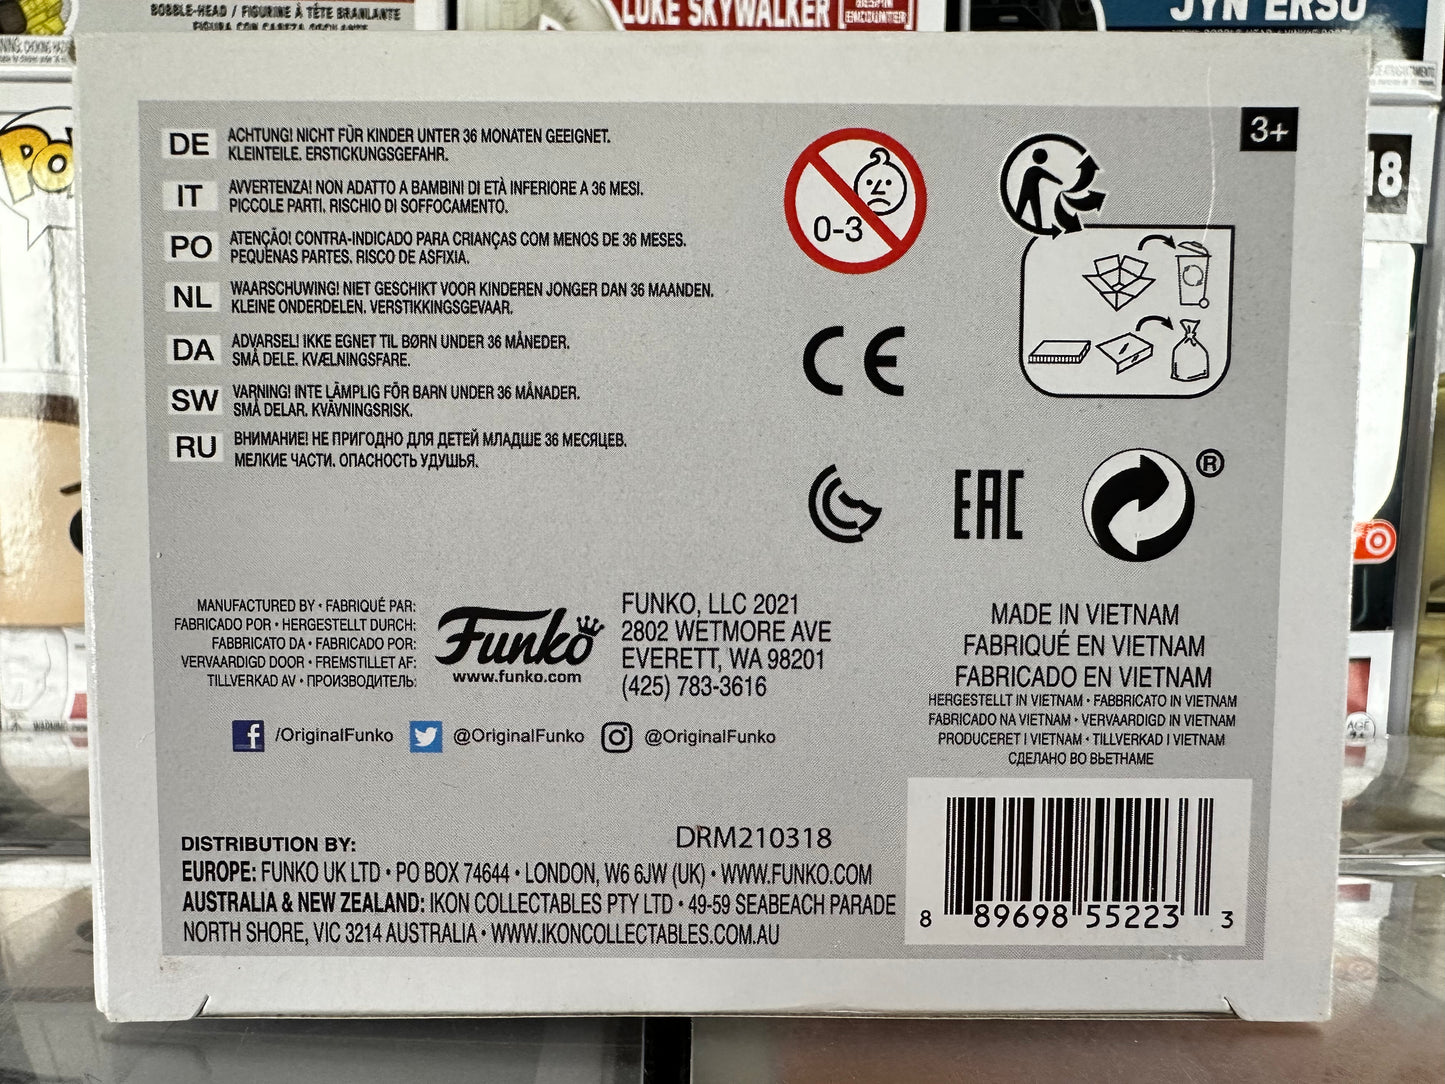 BOBBLE-HEAD / FIGURINE À TÊTE BRANLANTE
LUKE SKYWALKER
BESPIN
ENCOUNTER
JYN ERSO
3+
DE ACHTUNG! NICHT FÜR KINDER UNTER 36 MONATEN GEEIGNET.
KLEINTEILE. ERSTICKUNGSGEFAHR.
IT AVVERTENZA! NON ADATTO A BAMBINI DI ETÀ INFERIORE A 36 MESI.
PICCOLE PARTI. RISCHIO DI SOFFOCAMENTO.
PO ATENÇÃO! CONTRA-INDICADO PARA CRIANÇAS COM MENOS DE 36 MESES.
PEQUENAS PARTES. RISCO DE ASFIXIA.
NL WAARSCHUWING! NIET GESCHIKT VOOR KINDEREN JONGER DAN 36 MAANDEN.
KLEINE ONDERDELEN. VERSTIKKINGSGEVAAR.
DA ADVARSEL! IKKE EGNET TIL BØRN UNDER 36 MÅNEDER.
SMÅ DELE. KVÆLNINGSFARE.
SW VARNING! INTE LÄMPLIG FÖR BARN UNDER 36 MÅNADER.
SMÅ DELAR. KVÄVNINGSRISK.
RU ВНИМАНИЕ! НЕ ПРИГОДНО ДЛЯ ДЕТЕЙ МЛАДШЕ 36 МЕСЯЦЕВ.
МЕЛКИЕ ЧАСТИ. ОПАСНОСТЬ УДУШЬЯ.
0-3
CE
EAC
®
18
MANUFACTURED BY • FABRIQUÉ PAR:
FABRICADO POR • HERGESTELLT DURCH:
FABBRICATO DA • FABRICADO POR:
VERVAARDIGD DOOR • FREMSTILLET AF:
TILLVERKAD AV • ПРОИЗВОДИТЕЛЬ:
Funko
www.funko.com
FUNKO, LLC 2021
2802 WETMORE AVE
EVERETT, WA 98201
(425) 783-3616
MADE IN VIETNAM
FABRIQUÉ EN VIETNAM
FABRICADO EN VIETNAM
HERGESTELLT IN VIETNAM • FABBRICATO IN VIETNAM
FABRICADO NA VIETNAM • VERVAARDIGD IN VIETNAM
PRODUCERET I VIETNAM • TILLVERKAD I VIETNAM
СДЕЛАНО ВО ВЬЕТНАМЕ
/OriginalFunko @OriginalFunko @OriginalFunko
DRM210318
DISTRIBUTION BY:
EUROPE: FUNKO UK LTD • PO BOX 74644 • LONDON, W6 6JW (UK) • WWW.FUNKO.COM
AUSTRALIA & NEW ZEALAND: IKON COLLECTABLES PTY LTD • 49-59 SEABEACH PARADE
NORTH SHORE, VIC 3214 AUSTRALIA • WWW.IKONCOLLECTABLES.COM.AU
8 89698 55223 3